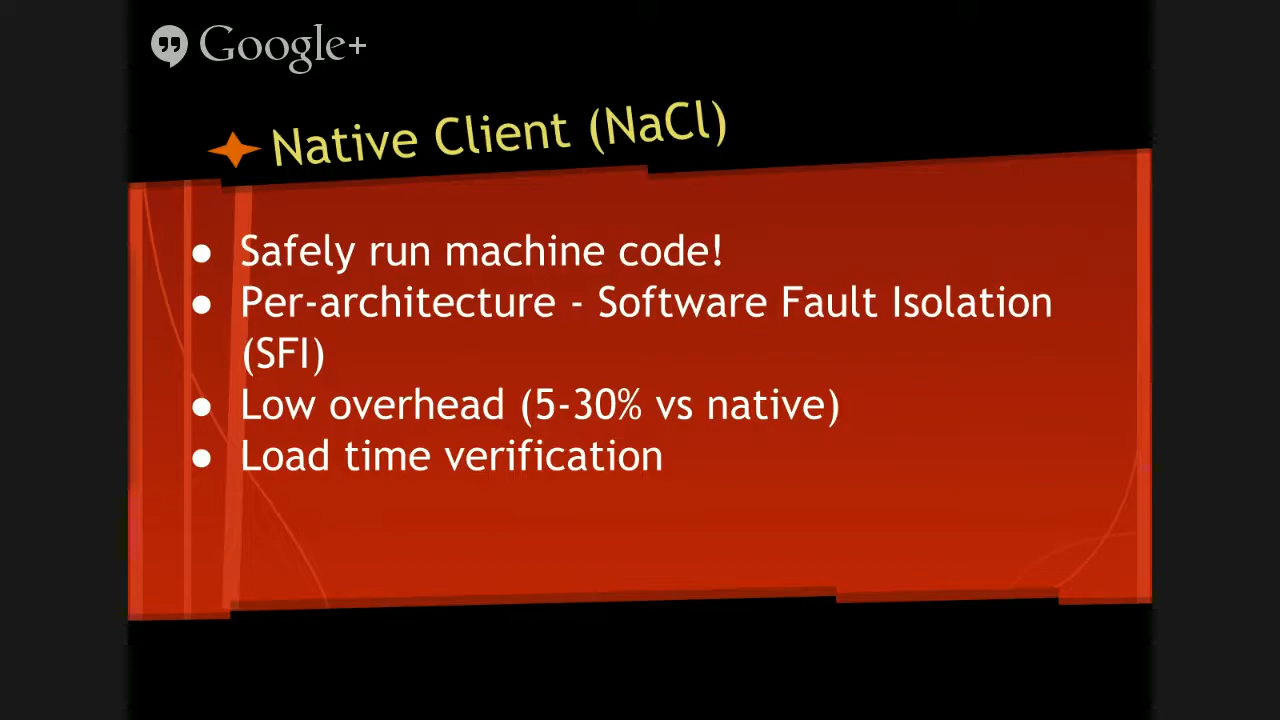 Google+
Native Client (NaCl)
● Safely run machine code!
● Per-architecture - Software Fault Isolation
(SFI)
● Low overhead (5-30% vs native)
● Load time verification